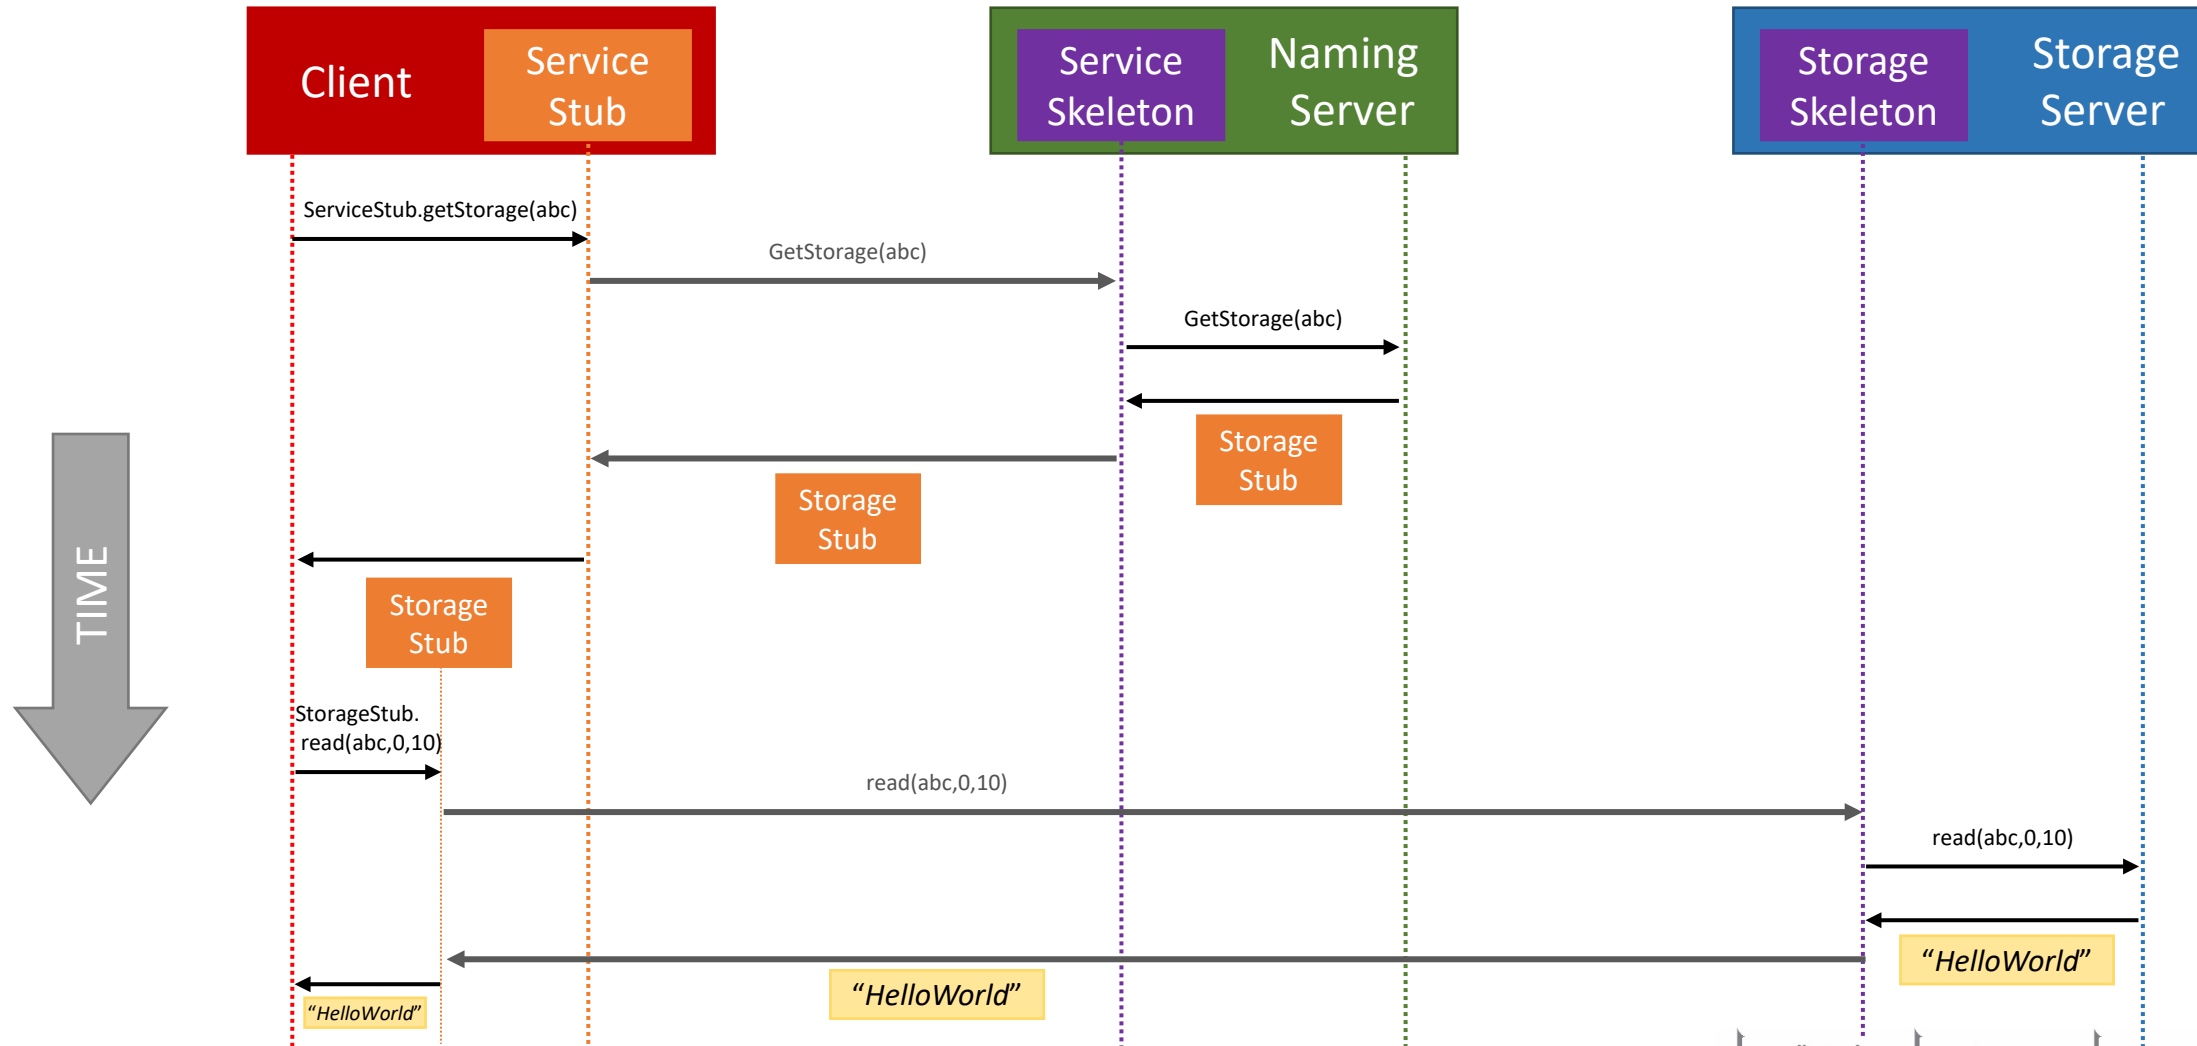 Client
Service
Stub
Service
Skeleton
Naming
Server
Storage
Skeleton
Storage
Server
ServiceStub.getStorage(abc)
GetStorage(abc)
GetStorage(abc)
Storage
Stub
Storage
Stub
Storage
Stub
TIME
StorageStub.
read(abc,0,10)
read(abc,0,10)
read(abc,0,10)
“HelloWorld”
“HelloWorld”
“HelloWorld”